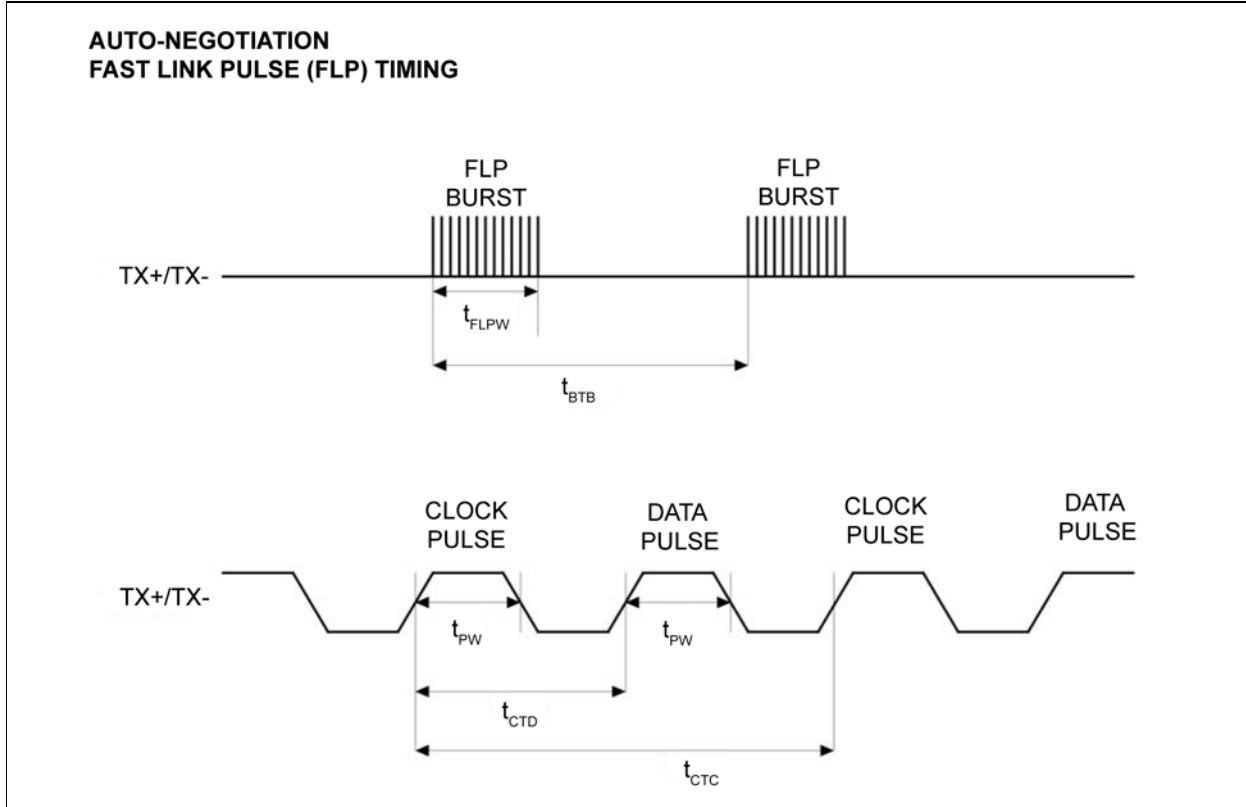 AUTO-NEGOTIATION
FAST LINK PULSE (FLP) TIMING
FLP
BURST
FLP
BURST
TX+/TX-
tFLPW
tBTB
CLOCK
PULSE
DATA
PULSE
CLOCK
PULSE
DATA
PULSE
TX+/TX-
tPW
tPW
tCTD
tCTC